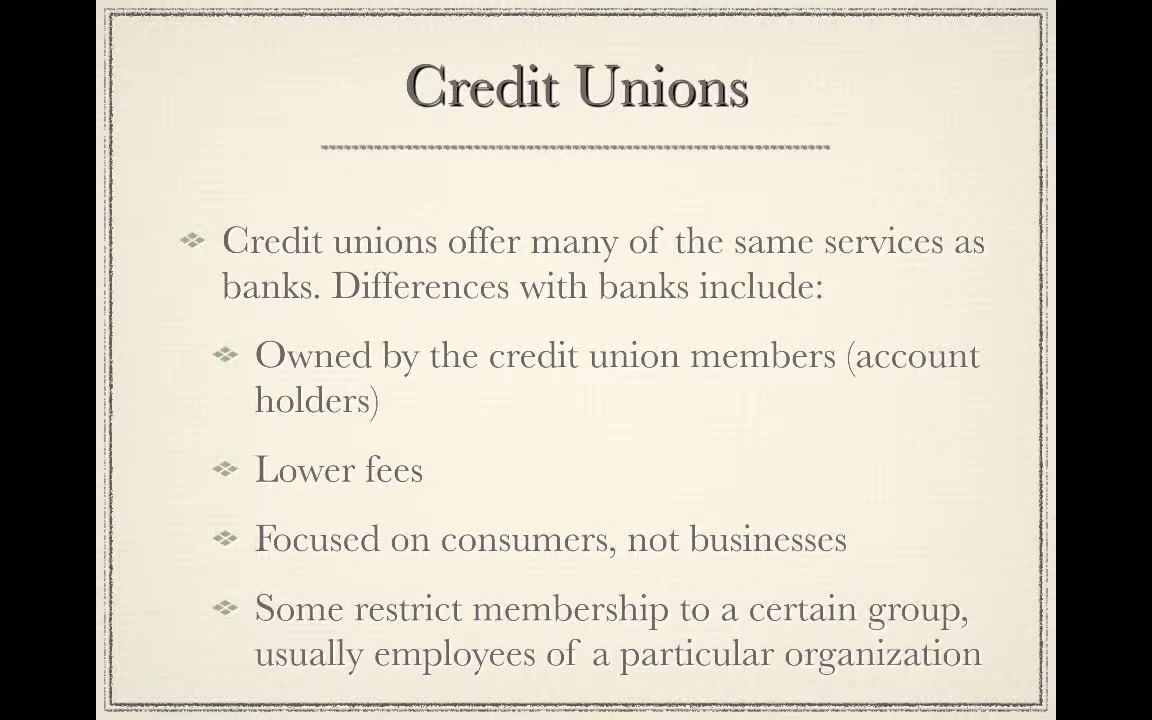 Credit Unions
Credit unions offer many of the same services as
banks. Differences with banks include:
Owned by the credit union members (account
holders)
Lower fees
Focused on consumers, not businesses
Some restrict membership to a certain group,
usually employees of a particular organization